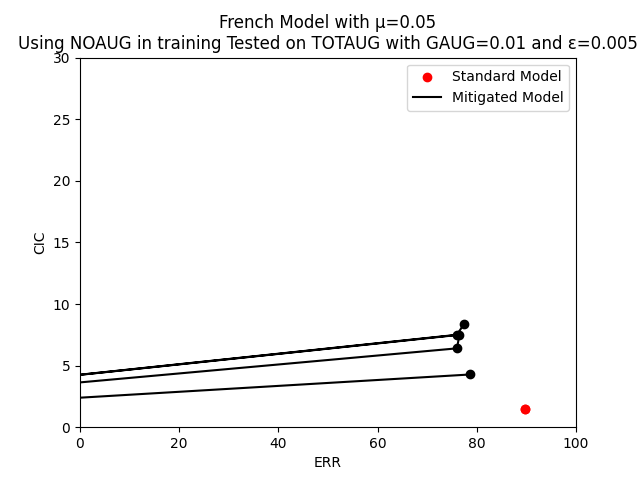 French Model with μ=0.05
Using NOAUG in training Tested on TOTAUG with GAUG=0.01 and ε=0.005
Standard Model
Mitigated Model
30
25
20
15
10
5
0
CIC
0 20 40 60 80 100
ERR